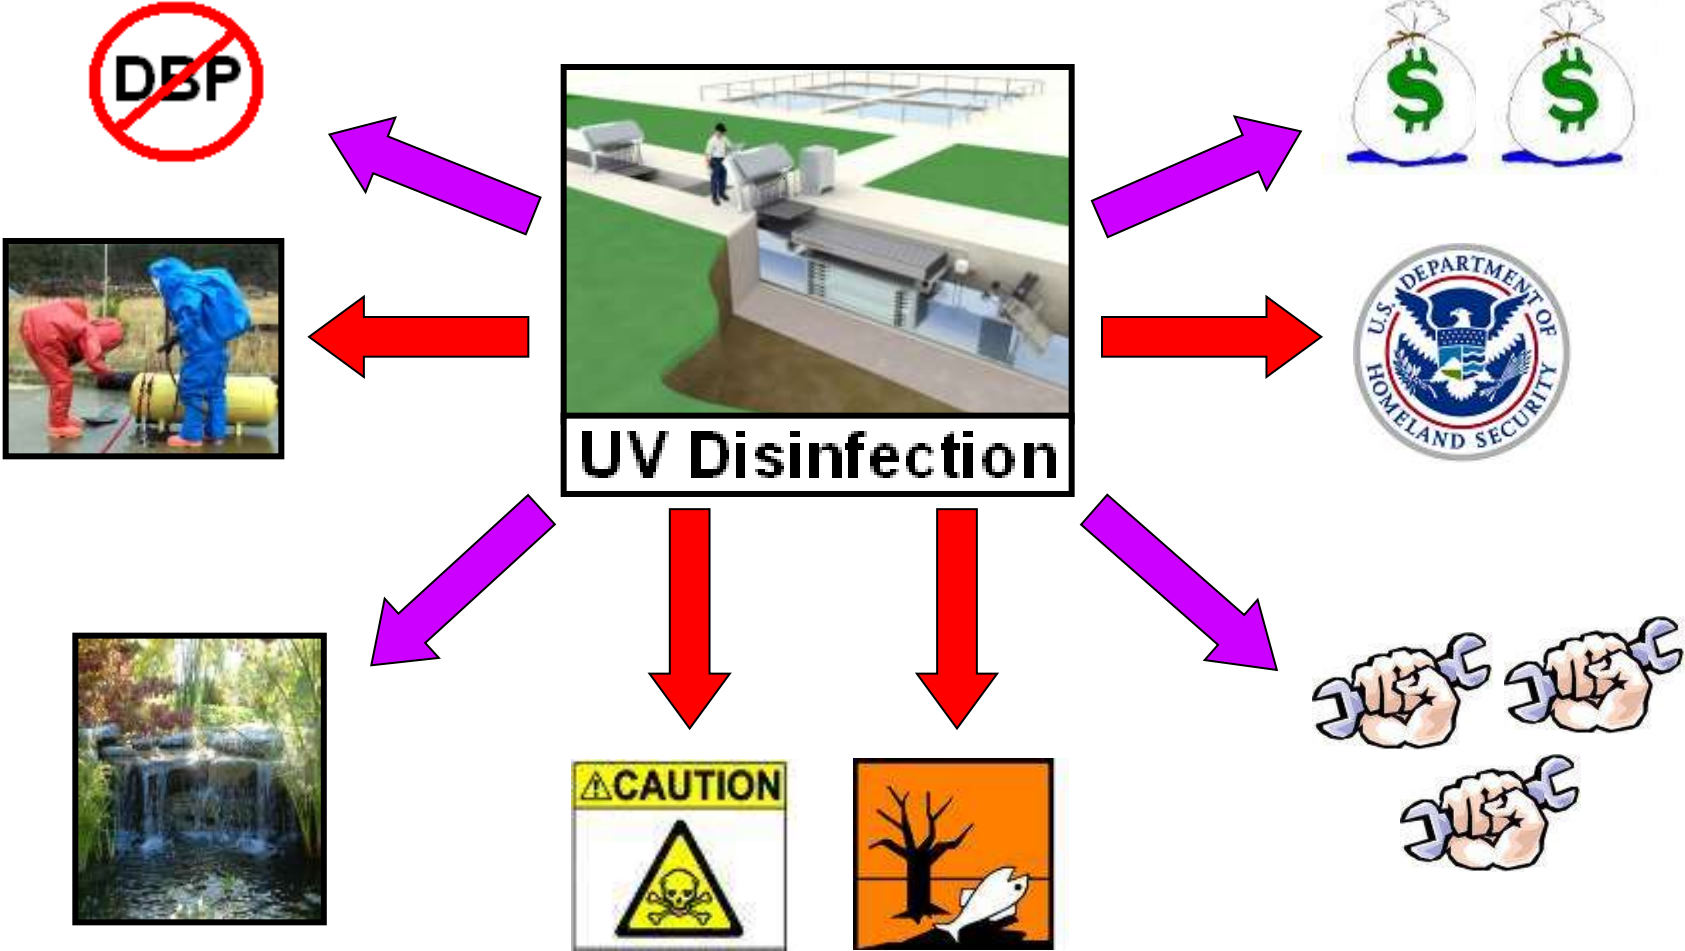 DBP
$ $
U.S. DEPARTMENT OF
HOMELAND SECURITY
UV Disinfection
CAUTION